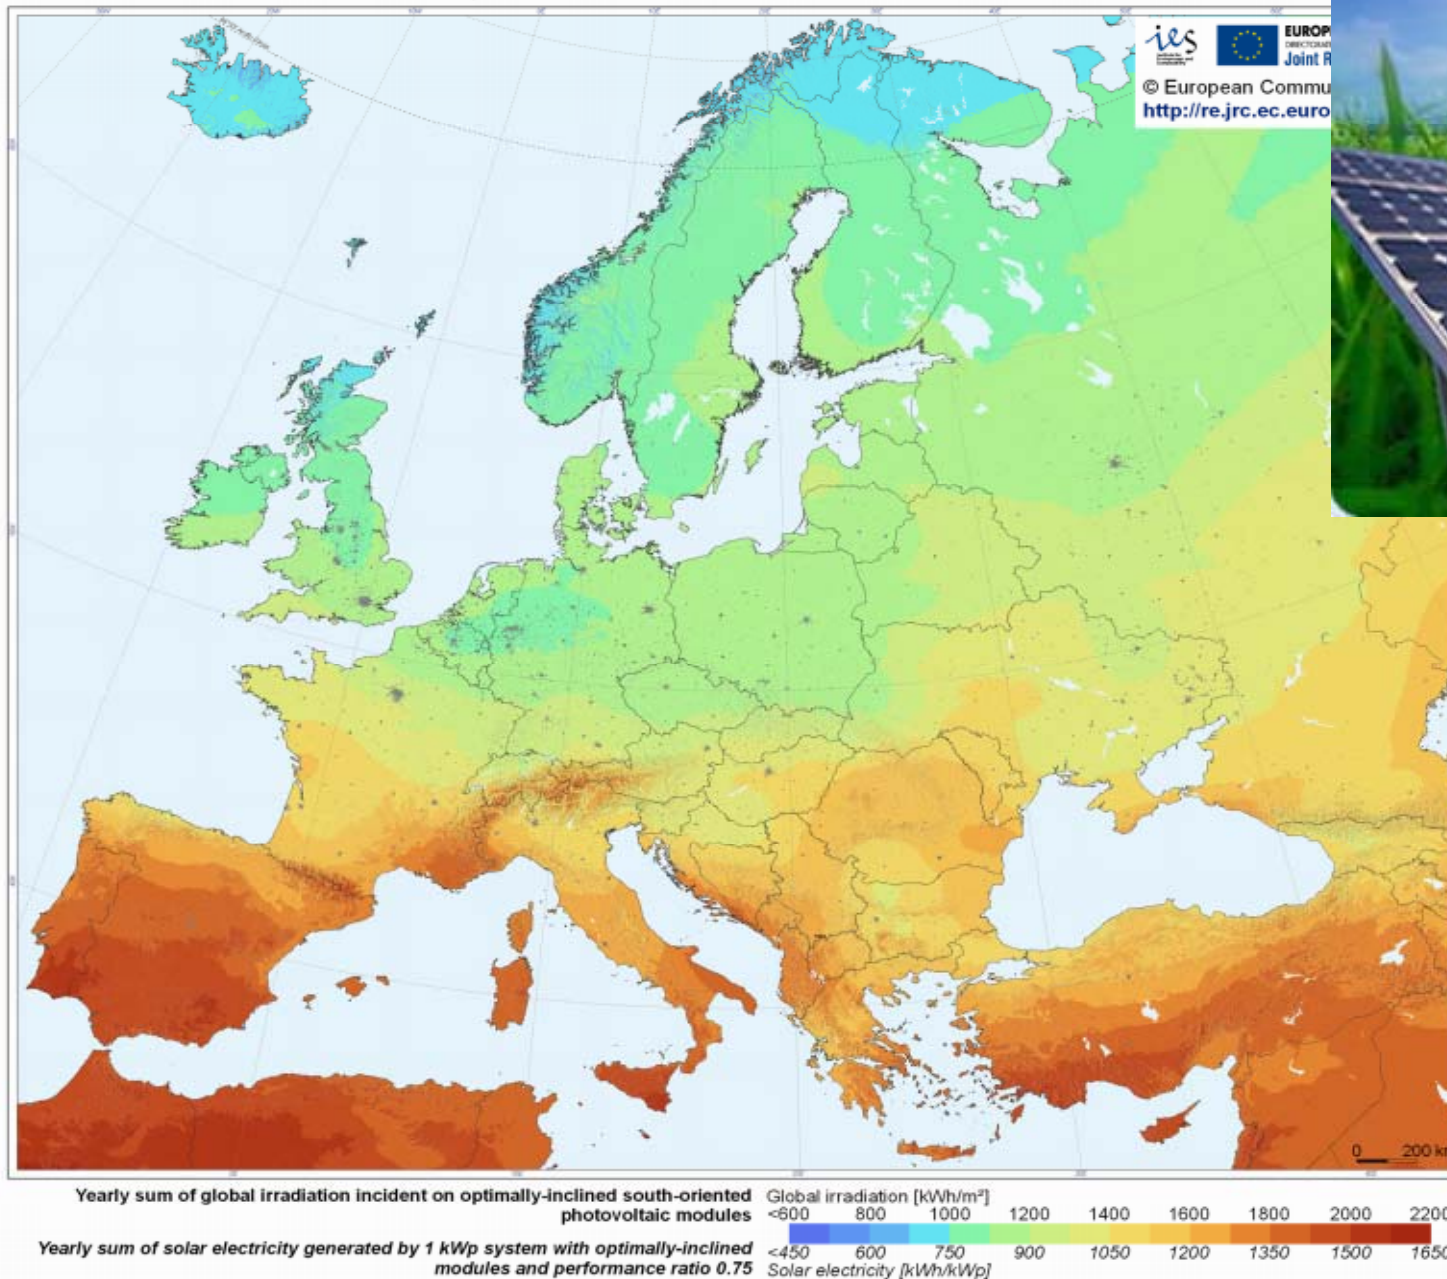 ies
EUROP
Joint R
© European Commu
http://re.jrc.ec.euro
0 200 km
Yearly sum of global irradiation incident on optimally-inclined south-oriented
photovoltaic modules
Yearly sum of solar electricity generated by 1 kWp system with optimally-inclined
modules and performance ratio 0.75
Global irradiation [kWh/m²]
<600 800 1000 1200 1400 1600 1800 2000 2200
<450 600 750 900 1050 1200 1350 1500 1650
Solar electricity [kWh/kWp]